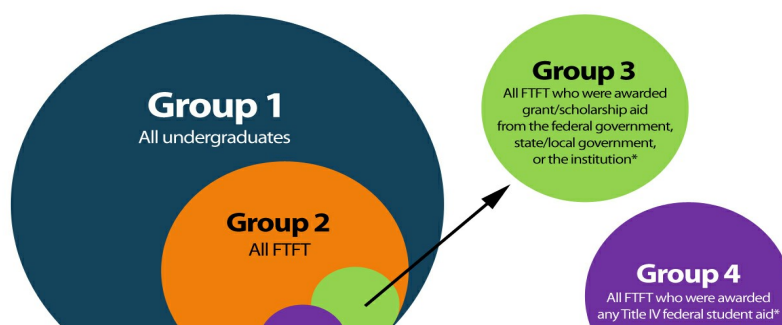 Group 1
All undergraduates
Group 2
All FTFT
Group 3
All FTFT who were awarded
grant/scholarship aid
from the federal government,
state/local government,
or the institution*
Group 4
All FTFT who were awarded
any Title IV federal student aid*